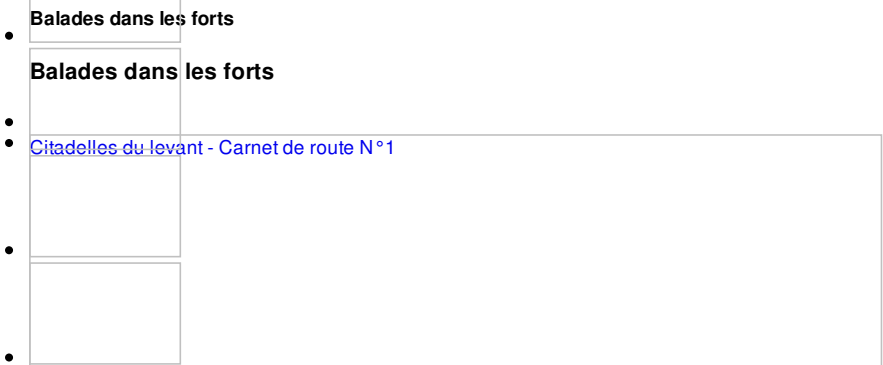 Balades dans les forts
Balades dans les forts
Citadelles du levant - Carnet de route N°1